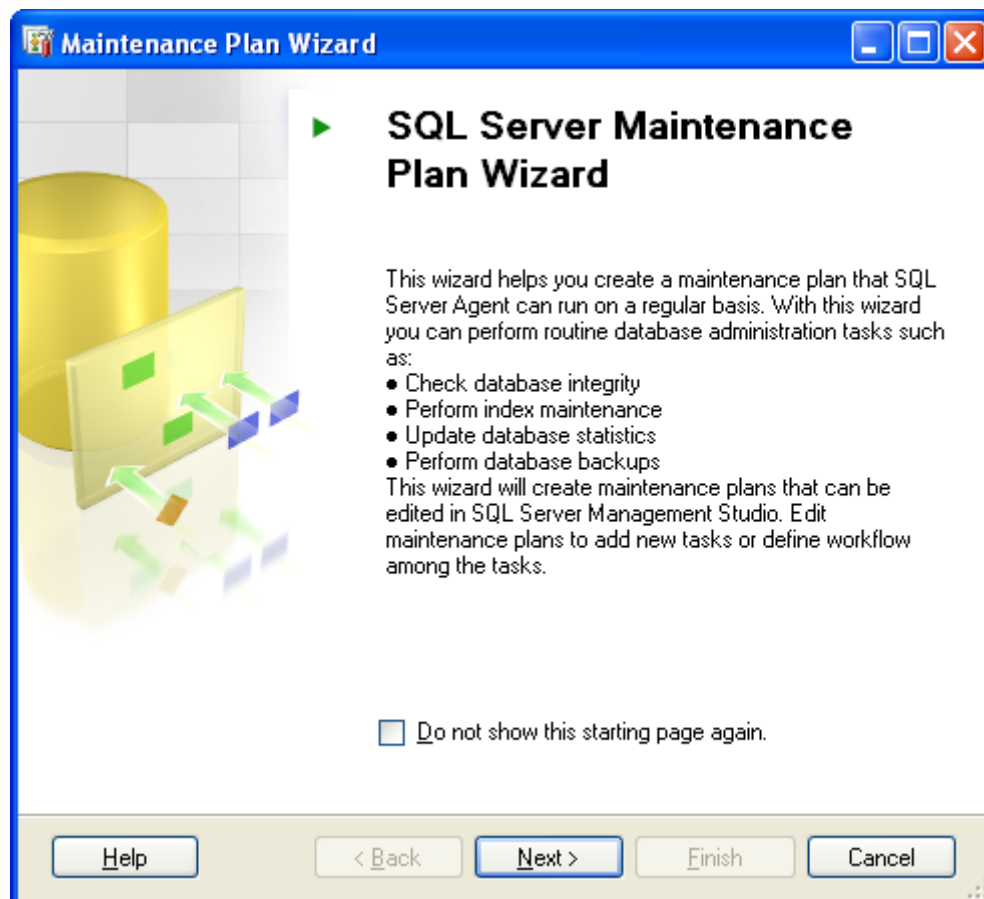 Maintenance Plan Wizard
SQL Server Maintenance
Plan Wizard
This wizard helps you create a maintenance plan that SQL
Server Agent can run on a regular basis. With this wizard
you can perform routine database administration tasks such
as:
● Check database integrity
● Perform index maintenance
● Update database statistics
● Perform database backups
This wizard will create maintenance plans that can be
edited in SQL Server Management Studio. Edit
maintenance plans to add new tasks or define workflow
among the tasks.
Do not show this starting page again.
Help < Back Next > Finish Cancel